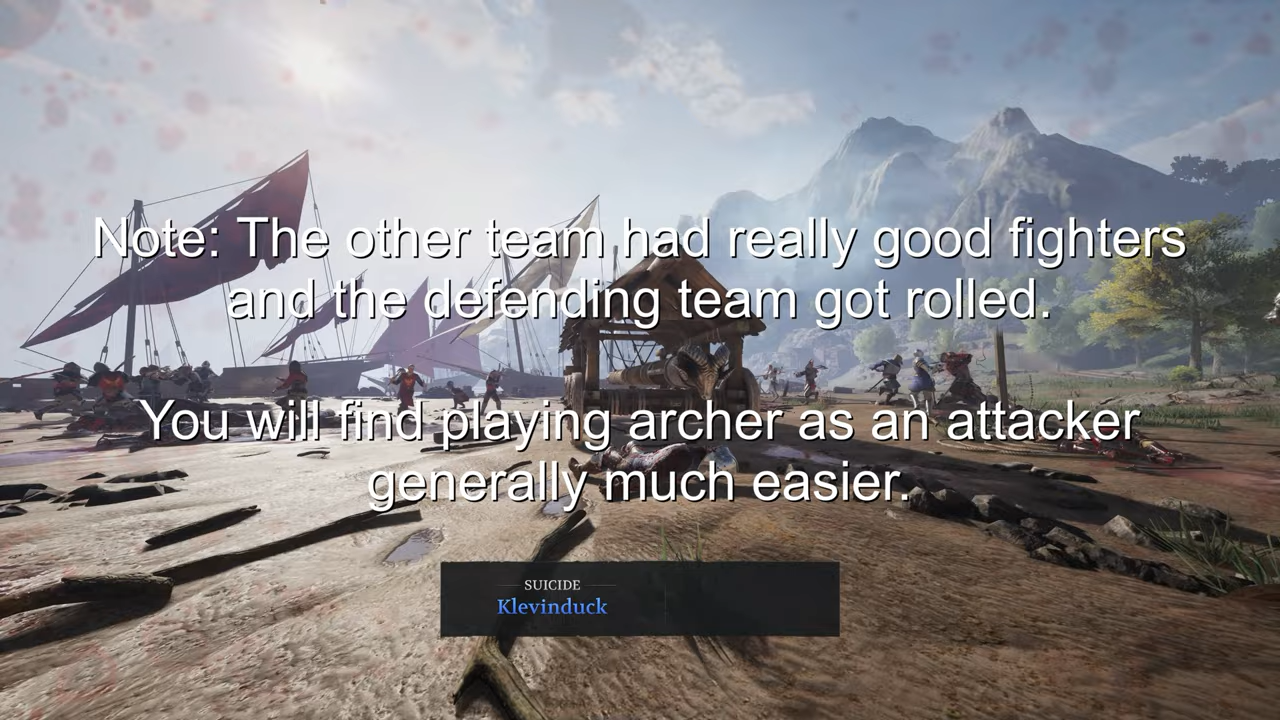 Note: The other team had really good fighters
and the defending team got rolled.
You will find playing archer as an attacker
generally much easier.
SUICIDE
Klevinduck